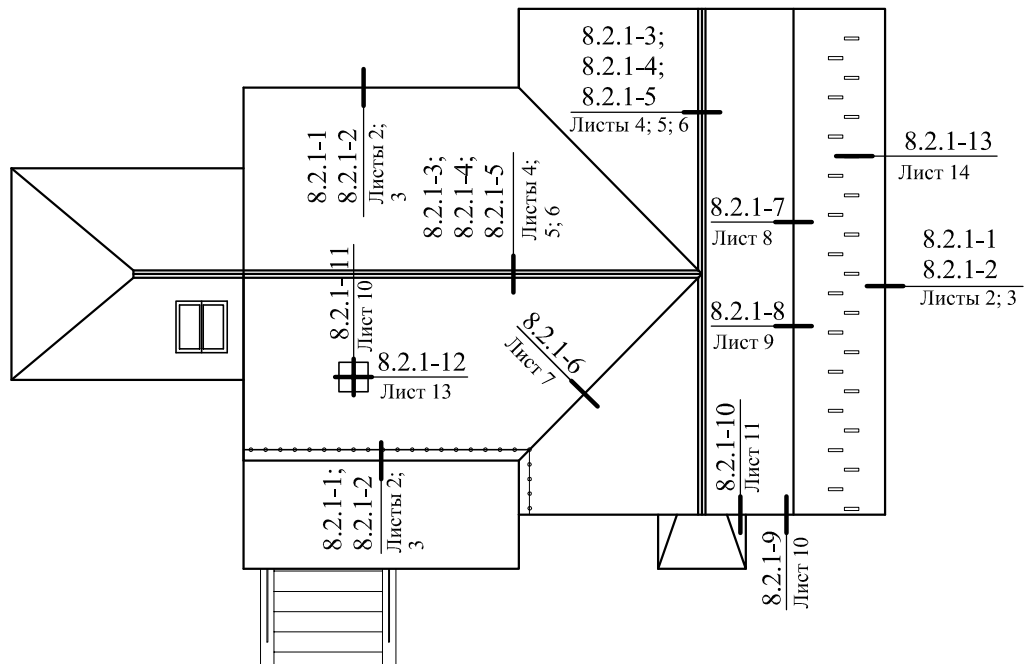 8.2.1-3;
8.2.1-4;
8.2.1-5
Листы 4; 5; 6
8.2.1-1
8.2.1-2
Листы 2;
3
8.2.1-3;
8.2.1-4;
8.2.1-5
Листы 4;
5; 6
8.2.1-13
Лист 14
8.2.1-7
Лист 8
8.2.1-1
8.2.1-2
Листы 2; 3
8.2.1-11
Лист 10
8.2.1-8
Лист 9
8.2.1-6
Лист 7
8.2.1-12
Лист 13
8.2.1-10
Лист 11
8.2.1-1;
8.2.1-2
Листы 2;
3
8.2.1-9
Лист 10